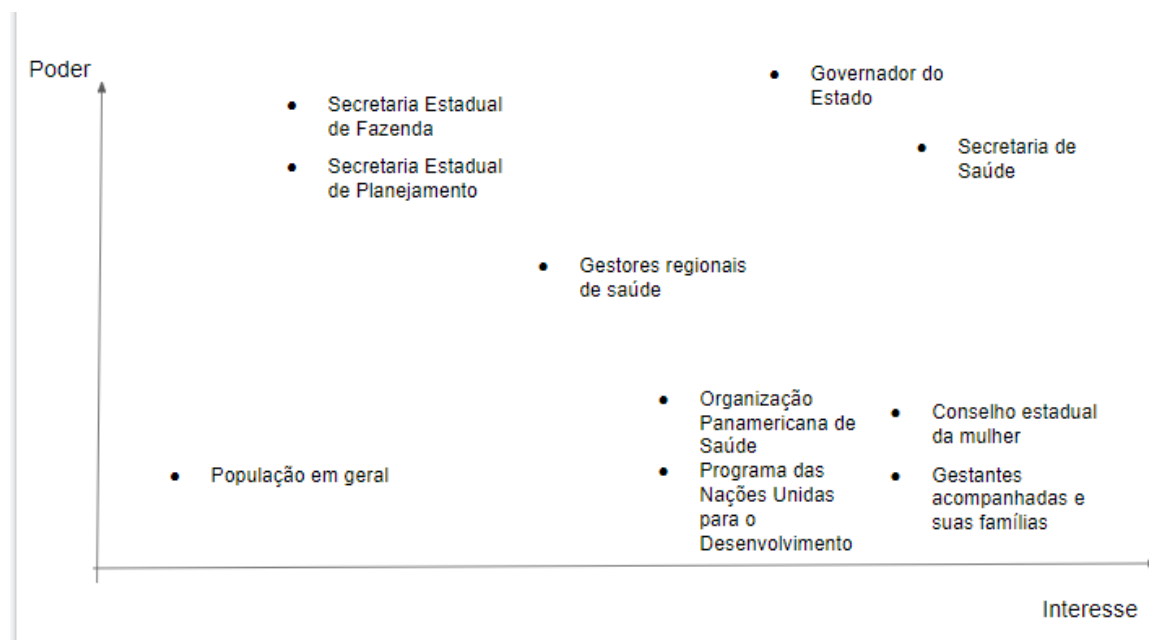 Poder
Governador do
Estado
Secretaria Estadual
de Fazenda
Secretaria de
Saúde
Secretaria Estadual
de Planejamento
Gestores regionais
de saúde
Organização
Panamericana de
Saúde
Conselho estadual
da mulher
População em geral
Programa das
Nações Unidas
para o
Desenvolvimento
Gestantes
acompanhadas e
suas famílias
Interesse